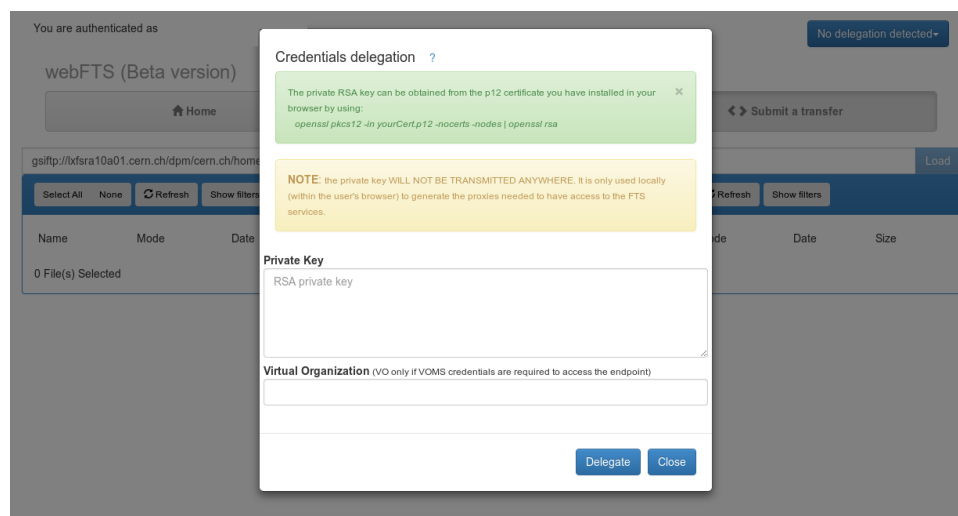 You are authenticated as
No delegation detected
webFTS (Beta version)
Home
Submit a transfer
gsiftp://lxfsra10a01.cern.ch/dpm/cern.ch/home
Load
Select All None Refresh Show filters
Refresh Show filters
Name Mode Date
Date Size
0 File(s) Selected
Credentials delegation ?
The private RSA key can be obtained from the p12 certificate you have installed in your
browser by using:
openssl pkcs12 -in yourCert.p12 -nocerts -nodes | openssl rsa
×
NOTE: the private key WILL NOT BE TRANSMITTED ANYWHERE. It is only used locally
(within the user's browser) to generate the proxies needed to have access to the FTS
services.
Private Key
RSA private key
Virtual Organization (VO only if VOMS credentials are required to access the endpoint)
Delegate Close